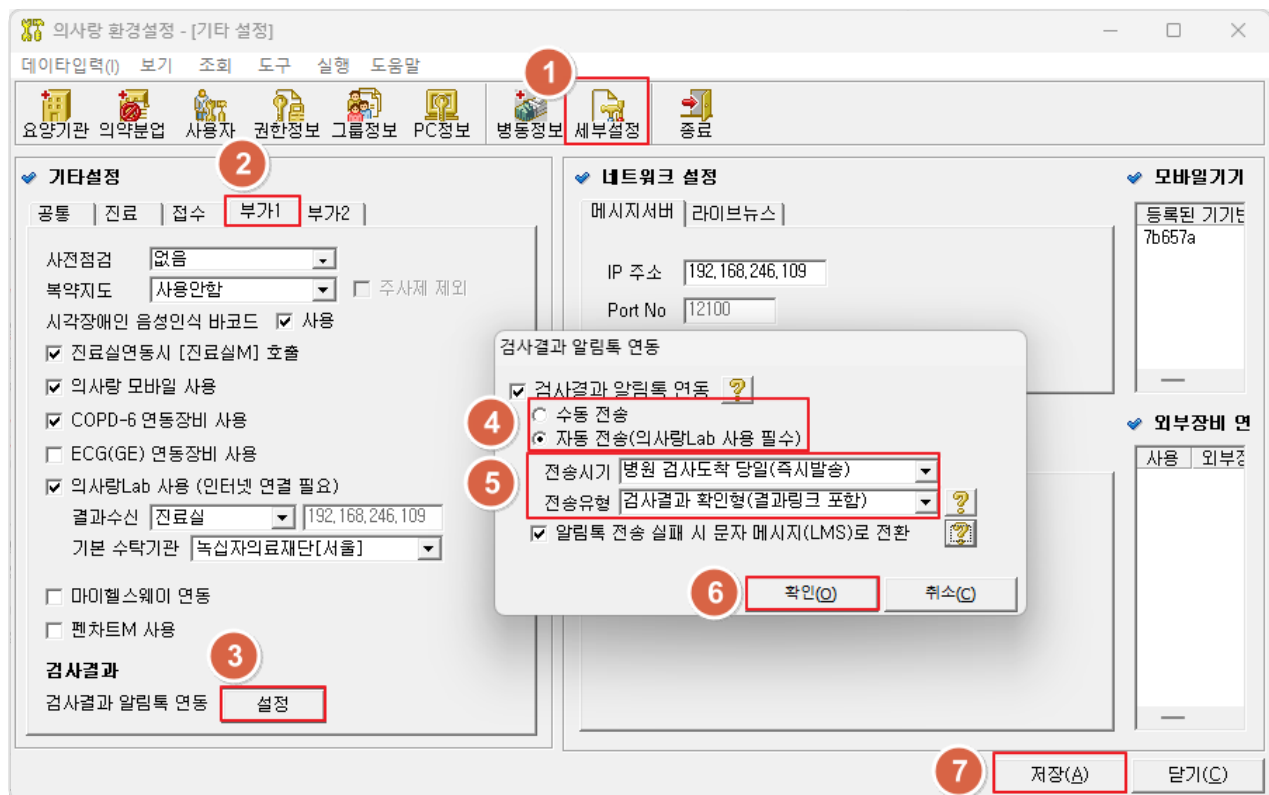 의사랑 환경설정 - [기타 설정]
데이타입력(I) 보기 조회 도구 실행 도움말
1
요양기관 의약분업 사용자 권한정보 그룹정보 PC정보 병동정보 세부설정 종료
2
기타설정
공통 진료 접수 부가1 부가2
사전점검 없음
복약지도 사용안함 주사제 제외
시각장애인 음성인식 바코드 사용
진료실연동시 [진료실M] 호출
의사랑 모바일 사용
COPD-6 연동장비 사용
ECG(GE) 연동장비 사용
의사랑Lab 사용 (인터넷 연결 필요)
결과수신 진료실 192,168,246,109
기본 수탁기관 녹십자의료재단[서울]
마이헬스웨이 연동
펜차트M 사용
3
검사결과
검사결과 알림톡 연동 설정
네트워크 설정
메시지서버 라이브뉴스
IP 주소 192,168,246,109
Port No 12100
모바일기기
등록된 기기번
7b657a
외부장비 연
사용 외부장
검사결과 알림톡 연동
검사결과 알림톡 연동
4
수동 전송
자동 전송(의사랑Lab 사용 필수)
5
전송시기 병원 검사도착 당일(즉시발송)
전송유형 검사결과 확인형(결과링크 포함)
알림톡 전송 실패 시 문자 메시지(LMS)로 전환
6
확인(O) 취소(C)
7
저장(A) 닫기(C)